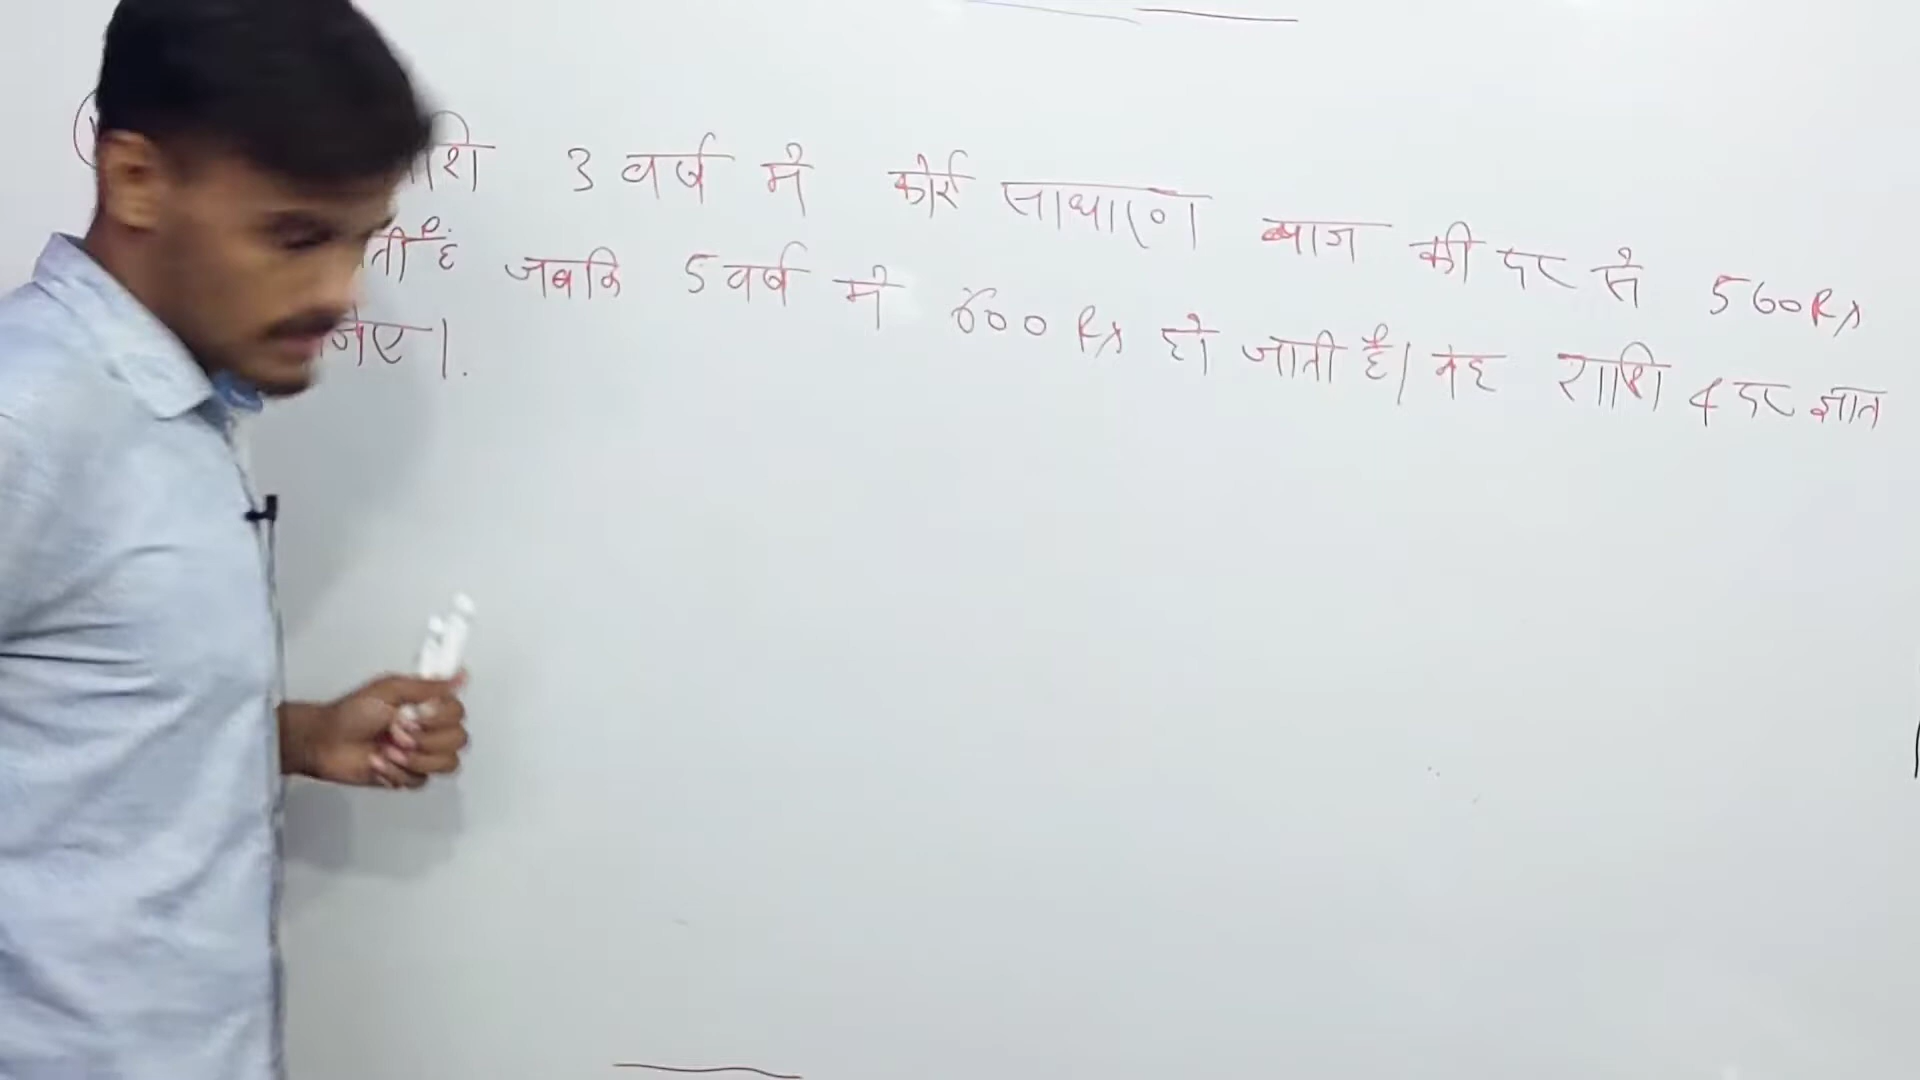 राशि 3 वर्ष में कोई साधारण ब्याज की दर से 560 Rs
जाती है जबकि 5 वर्ष में 600 Rs हो जाती है। वह राशि व दर ज्ञात
कीजिए।